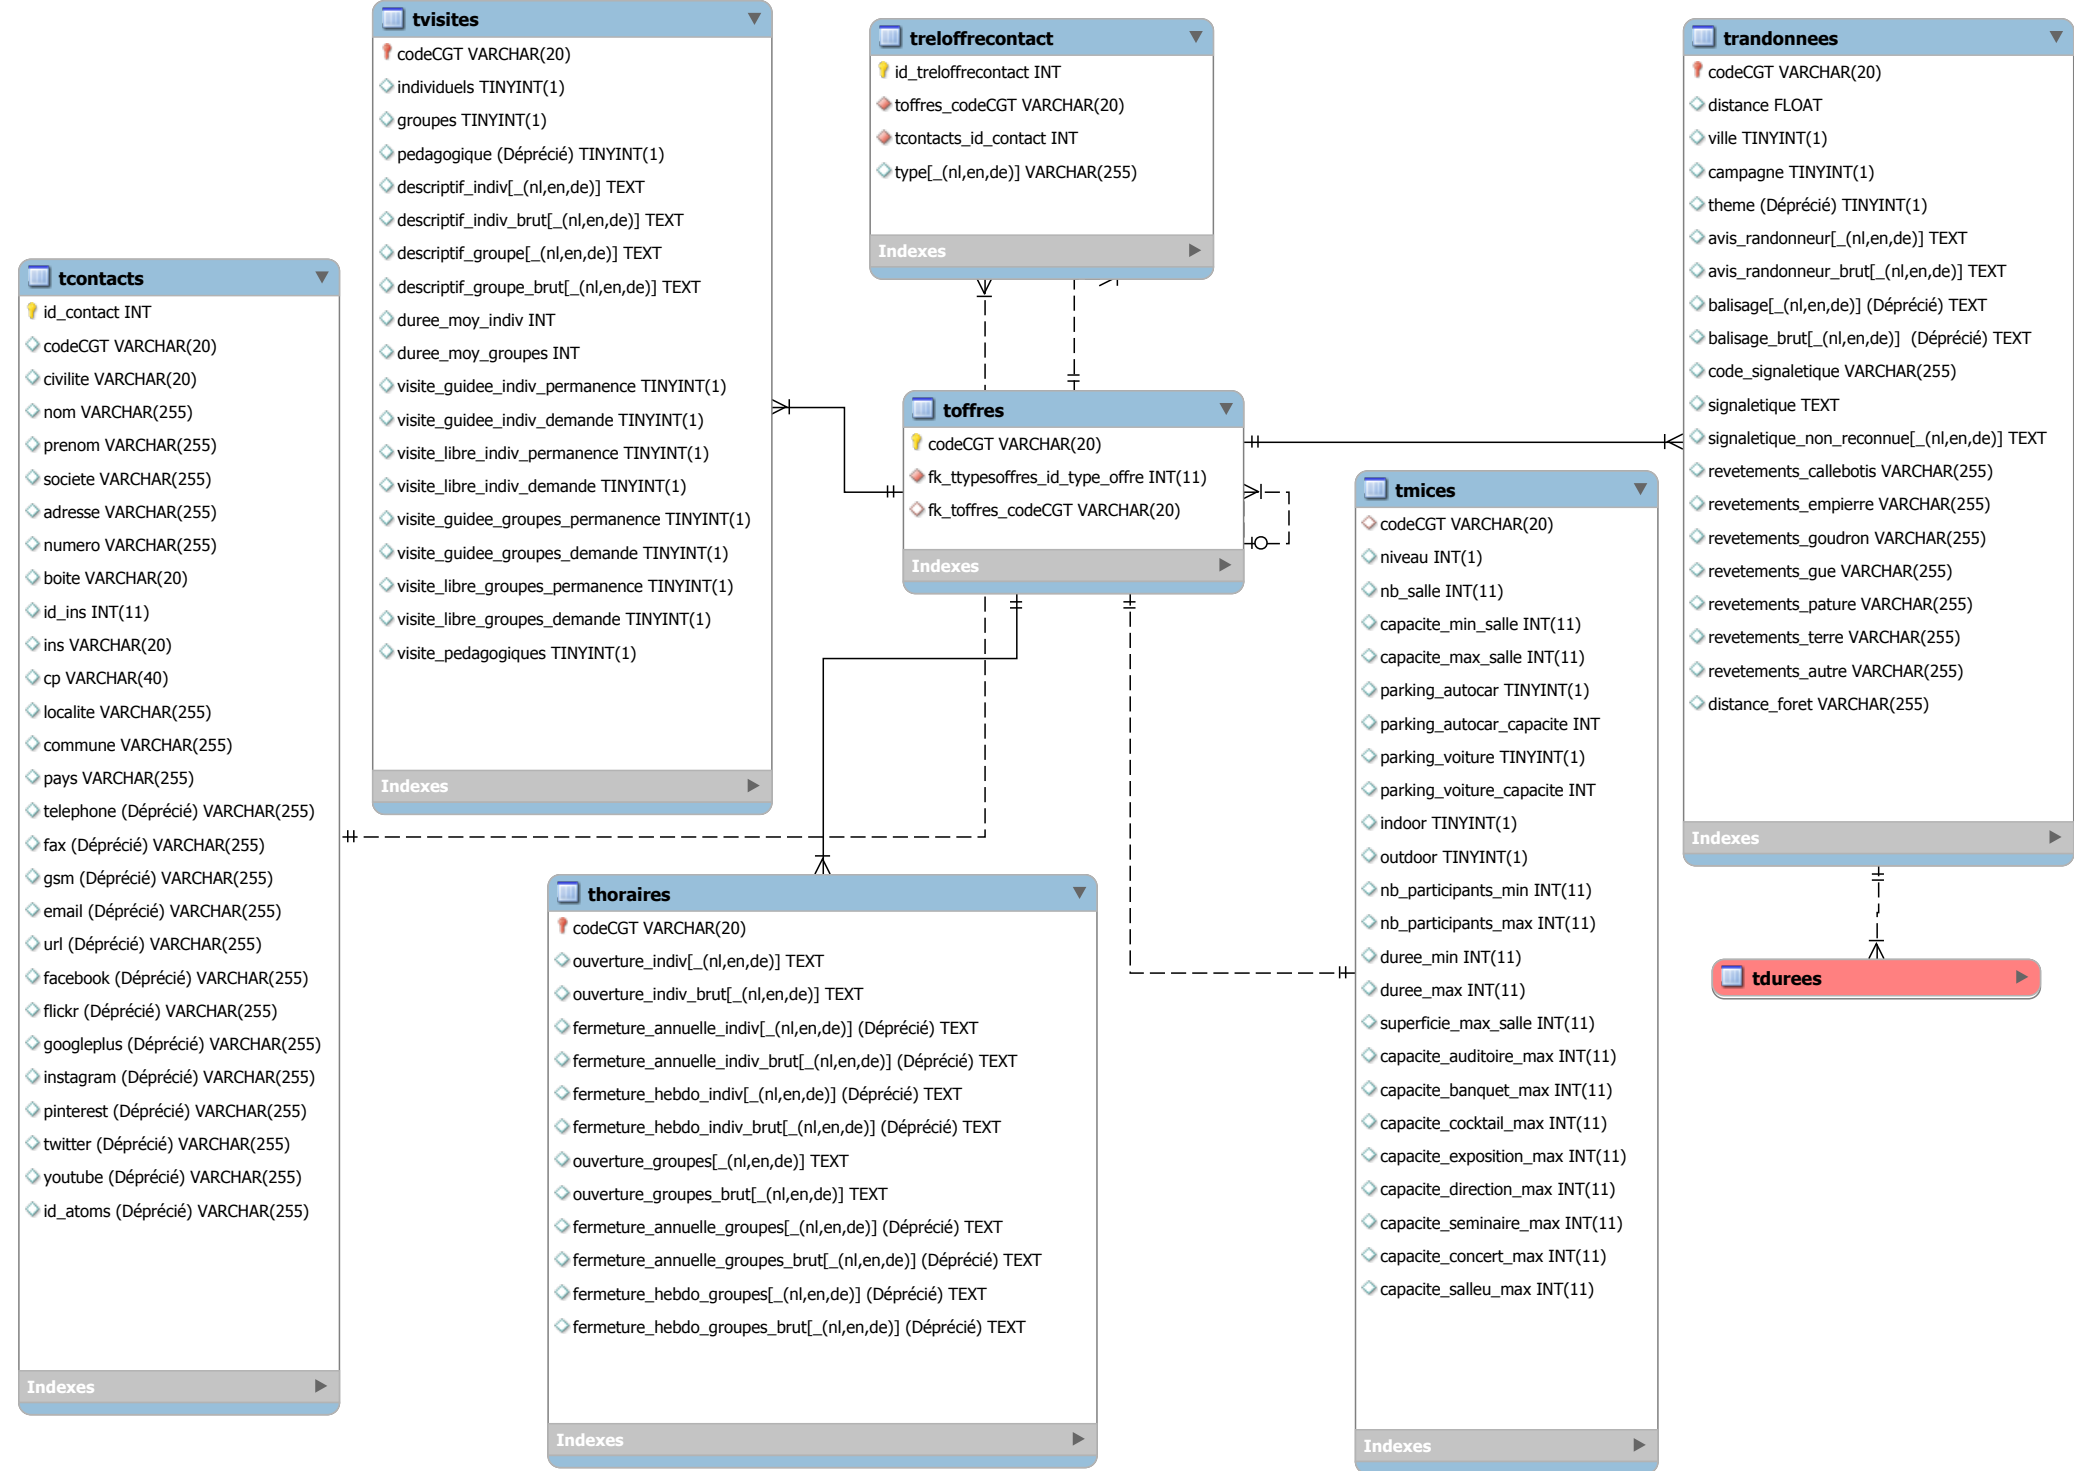 tcontacts
id_contact INT
codeCGT VARCHAR(20)
civilite VARCHAR(20)
nom VARCHAR(255)
prenom VARCHAR(255)
societe VARCHAR(255)
adresse VARCHAR(255)
numero VARCHAR(255)
boite VARCHAR(20)
id_ins INT(11)
ins VARCHAR(20)
cp VARCHAR(40)
localite VARCHAR(255)
commune VARCHAR(255)
pays VARCHAR(255)
telephone (Déprécié) VARCHAR(255)
fax (Déprécié) VARCHAR(255)
gsm (Déprécié) VARCHAR(255)
email (Déprécié) VARCHAR(255)
url (Déprécié) VARCHAR(255)
facebook (Déprécié) VARCHAR(255)
flickr (Déprécié) VARCHAR(255)
googleplus (Déprécié) VARCHAR(255)
instagram (Déprécié) VARCHAR(255)
pinterest (Déprécié) VARCHAR(255)
twitter (Déprécié) VARCHAR(255)
youtube (Déprécié) VARCHAR(255)
id_atoms (Déprécié) VARCHAR(255)
Indexes
tvisites
codeCGT VARCHAR(20)
individuels TINYINT(1)
groupes TINYINT(1)
pedagogique (Déprécié) TINYINT(1)
descriptif_indiv[_(nl,en,de)] TEXT
descriptif_indiv_brut[_(nl,en,de)] TEXT
descriptif_groupe[_(nl,en,de)] TEXT
descriptif_groupe_brut[_(nl,en,de)] TEXT
duree_moy_indiv INT
duree_moy_groupes INT
visite_guidee_indiv_permanence TINYINT(1)
visite_guidee_indiv_demande TINYINT(1)
visite_libre_indiv_permanence TINYINT(1)
visite_libre_indiv_demande TINYINT(1)
visite_guidee_groupes_permanence TINYINT(1)
visite_guidee_groupes_demande TINYINT(1)
visite_libre_groupes_permanence TINYINT(1)
visite_libre_groupes_demande TINYINT(1)
visite_pedagogiques TINYINT(1)
Indexes
treloffrecontact
id_treloffrecontact INT
toffres_codeCGT VARCHAR(20)
tcontacts_id_contact INT
type[_(nl,en,de)] VARCHAR(255)
Indexes
toffres
codeCGT VARCHAR(20)
fk_ttypesoffres_id_type_offre INT(11)
fk_toffres_codeCGT VARCHAR(20)
Indexes
thoraires
codeCGT VARCHAR(20)
ouverture_indiv[_(nl,en,de)] TEXT
ouverture_indiv_brut[_(nl,en,de)] TEXT
fermeture_annuelle_indiv[_(nl,en,de)] (Déprécié) TEXT
fermeture_annuelle_indiv_brut[_(nl,en,de)] (Déprécié) TEXT
fermeture_hebdo_indiv[_(nl,en,de)] (Déprécié) TEXT
fermeture_hebdo_indiv_brut[_(nl,en,de)] (Déprécié) TEXT
ouverture_groupes[_(nl,en,de)] TEXT
ouverture_groupes_brut[_(nl,en,de)] TEXT
fermeture_annuelle_groupes[_(nl,en,de)] (Déprécié) TEXT
fermeture_annuelle_groupes_brut[_(nl,en,de)] (Déprécié) TEXT
fermeture_hebdo_groupes[_(nl,en,de)] (Déprécié) TEXT
fermeture_hebdo_groupes_brut[_(nl,en,de)] (Déprécié) TEXT
Indexes
tmices
codeCGT VARCHAR(20)
niveau INT(1)
nb_salle INT(11)
capacite_min_salle INT(11)
capacite_max_salle INT(11)
parking_autocar TINYINT(1)
parking_autocar_capacite INT
parking_voiture TINYINT(1)
parking_voiture_capacite INT
indoor TINYINT(1)
outdoor TINYINT(1)
nb_participants_min INT(11)
nb_participants_max INT(11)
duree_min INT(11)
duree_max INT(11)
superficie_max_salle INT(11)
capacite_auditoire_max INT(11)
capacite_banquet_max INT(11)
capacite_cocktail_max INT(11)
capacite_exposition_max INT(11)
capacite_direction_max INT(11)
capacite_seminaire_max INT(11)
capacite_concert_max INT(11)
capacite_salleu_max INT(11)
Indexes
trandonnees
codeCGT VARCHAR(20)
distance FLOAT
ville TINYINT(1)
campagne TINYINT(1)
theme (Déprécié) TINYINT(1)
avis_randonneur[_(nl,en,de)] TEXT
avis_randonneur_brut[_(nl,en,de)] TEXT
balisage[_(nl,en,de)] (Déprécié) TEXT
balisage_brut[_(nl,en,de)] (Déprécié) TEXT
code_signaletique VARCHAR(255)
signaletique TEXT
signaletique_non_reconnue[_(nl,en,de)] TEXT
revetements_callebotis VARCHAR(255)
revetements_empierre VARCHAR(255)
revetements_goudron VARCHAR(255)
revetements_gue VARCHAR(255)
revetements_pature VARCHAR(255)
revetements_terre VARCHAR(255)
revetements_autre VARCHAR(255)
distance_foret VARCHAR(255)
Indexes
tdurees